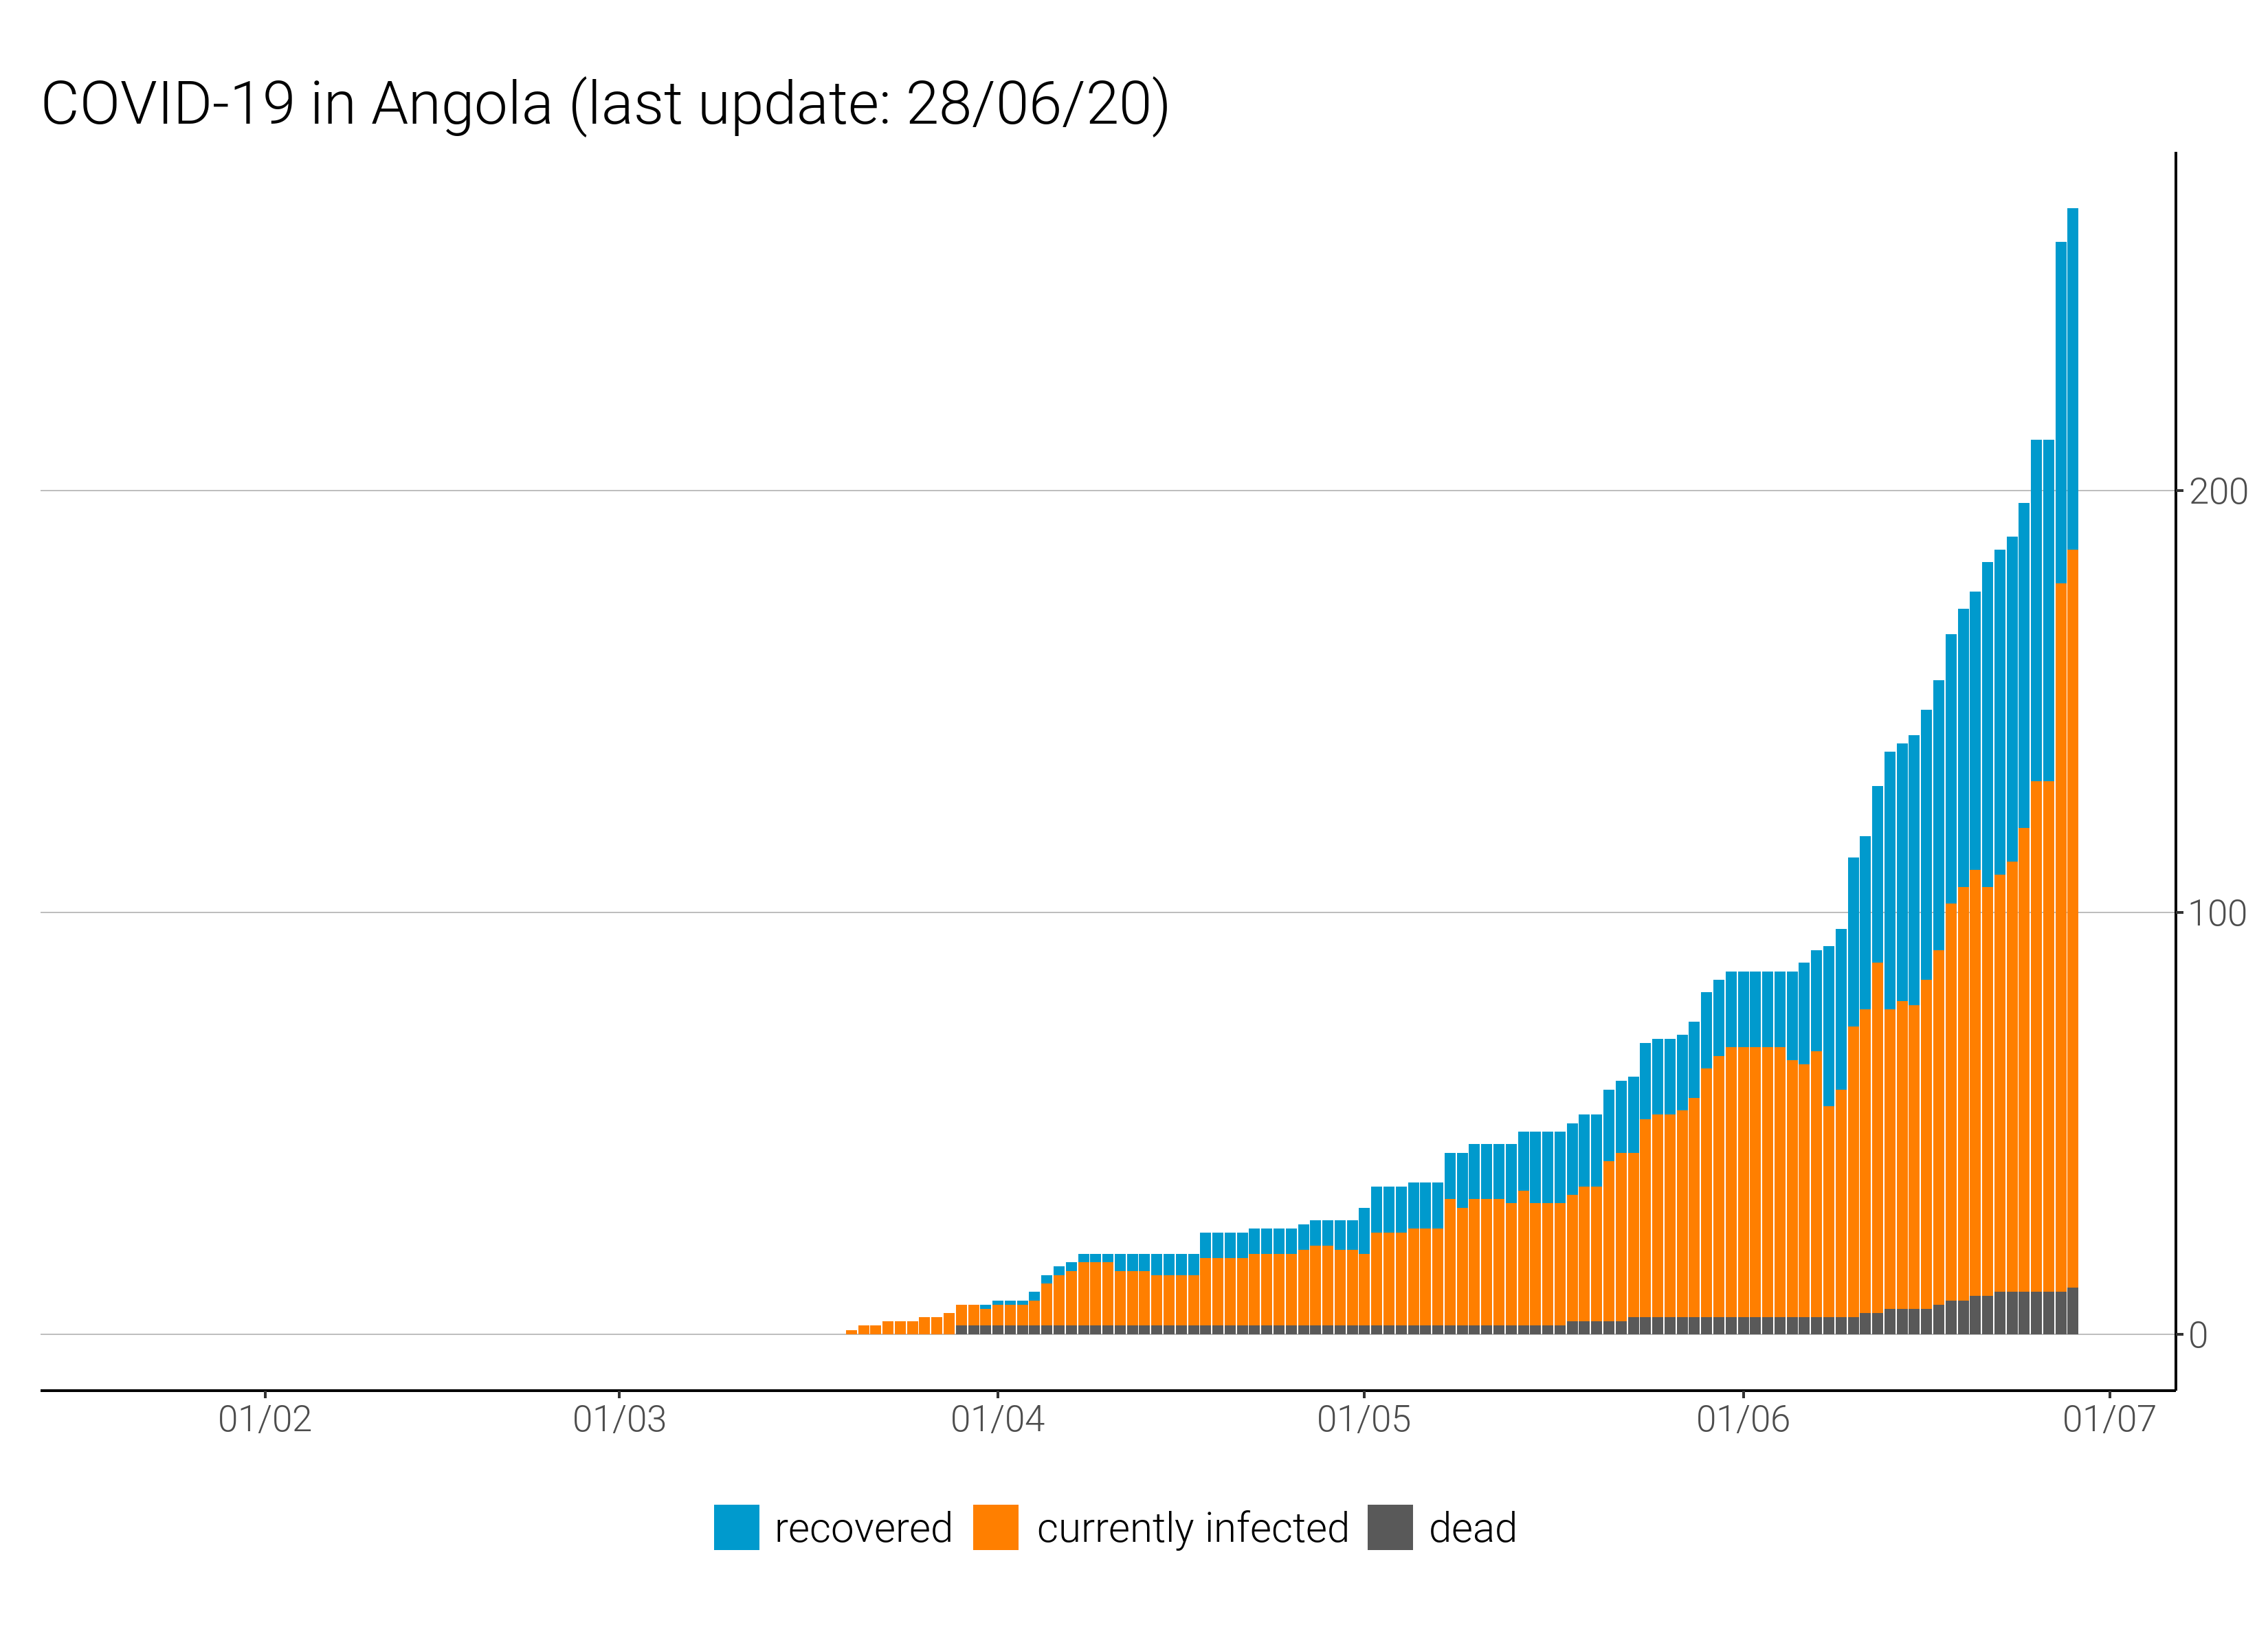 COVID-19 in Angola (last update: 28/06/20)
200
100
0
01/02 01/03 01/04 01/05 01/06 01/07
recovered currently infected dead